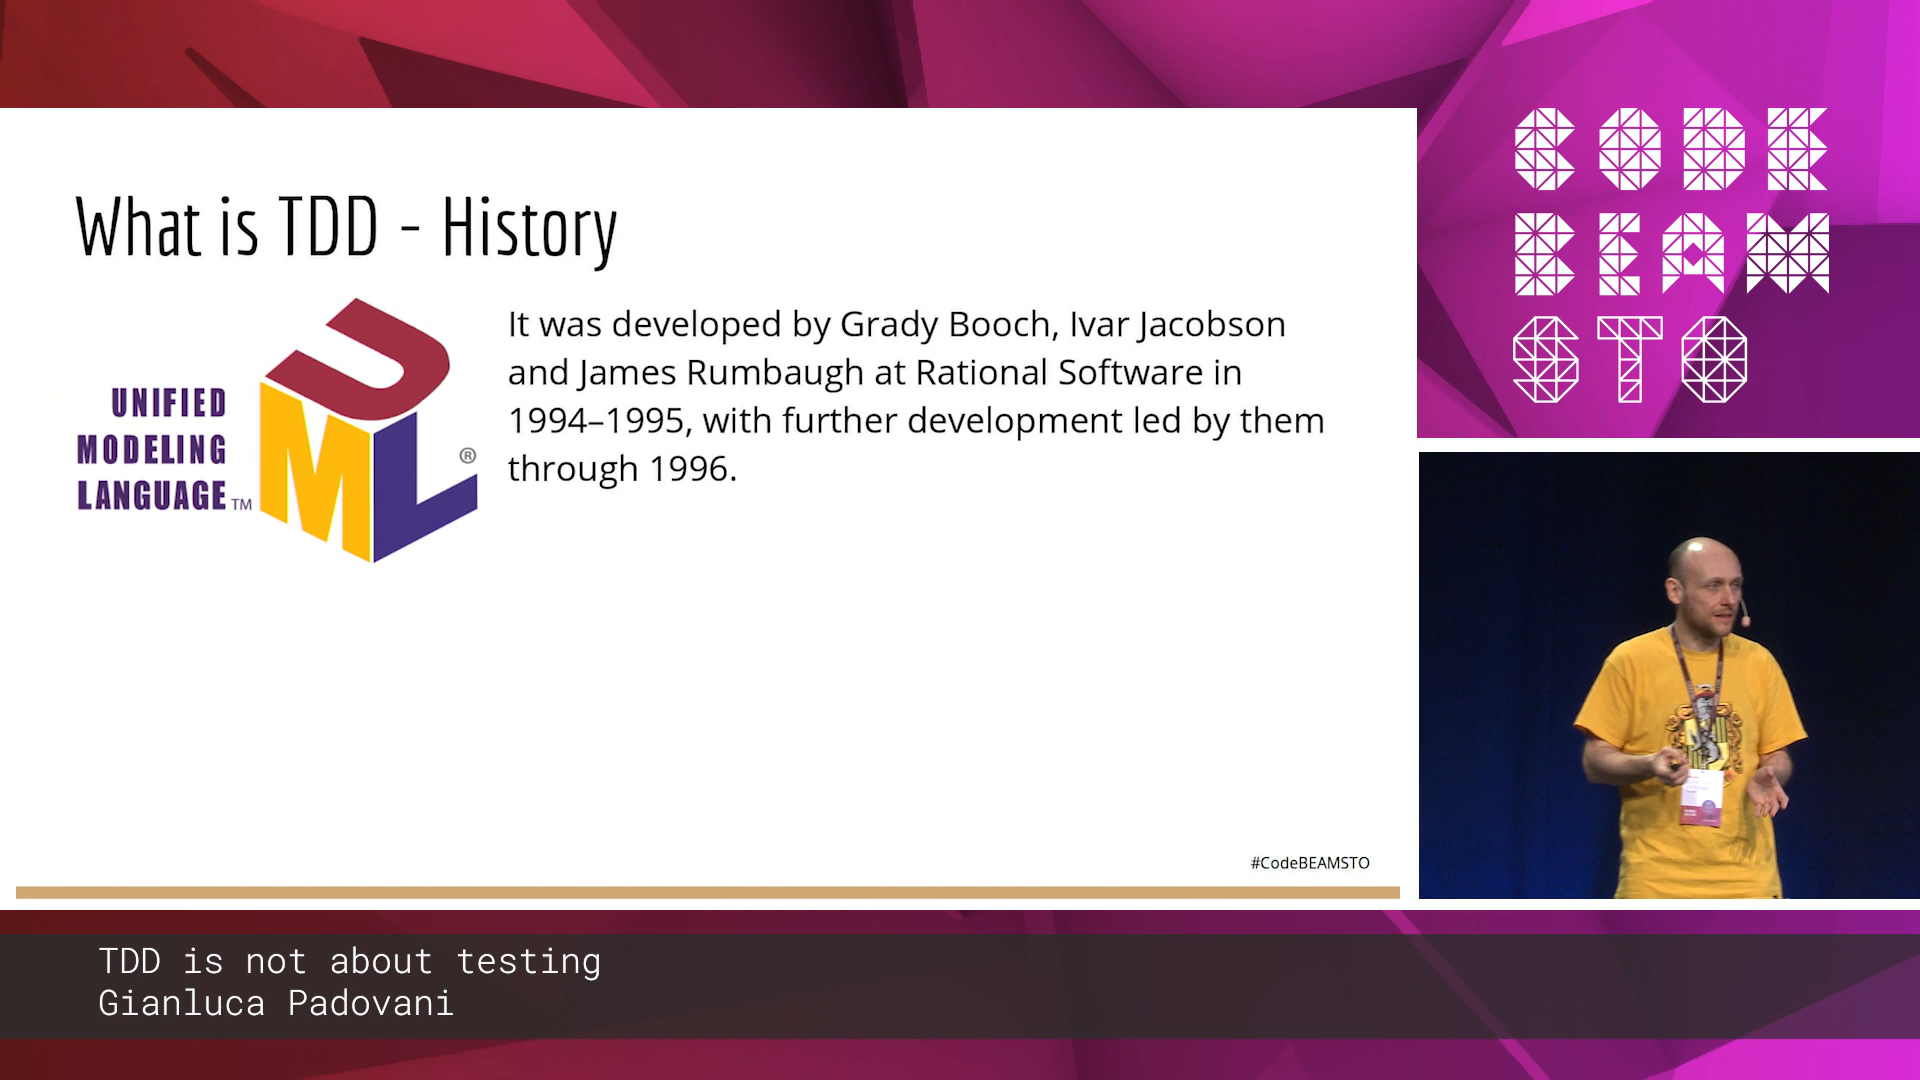 What is TDD - History
UNIFIED
MODELING
LANGUAGE TM
UML ®
It was developed by Grady Booch, Ivar Jacobson
and James Rumbaugh at Rational Software in
1994–1995, with further development led by them
through 1996.
#CodeBEAMSTO
CODE
BEAM
STO
TDD is not about testing
Gianluca Padovani